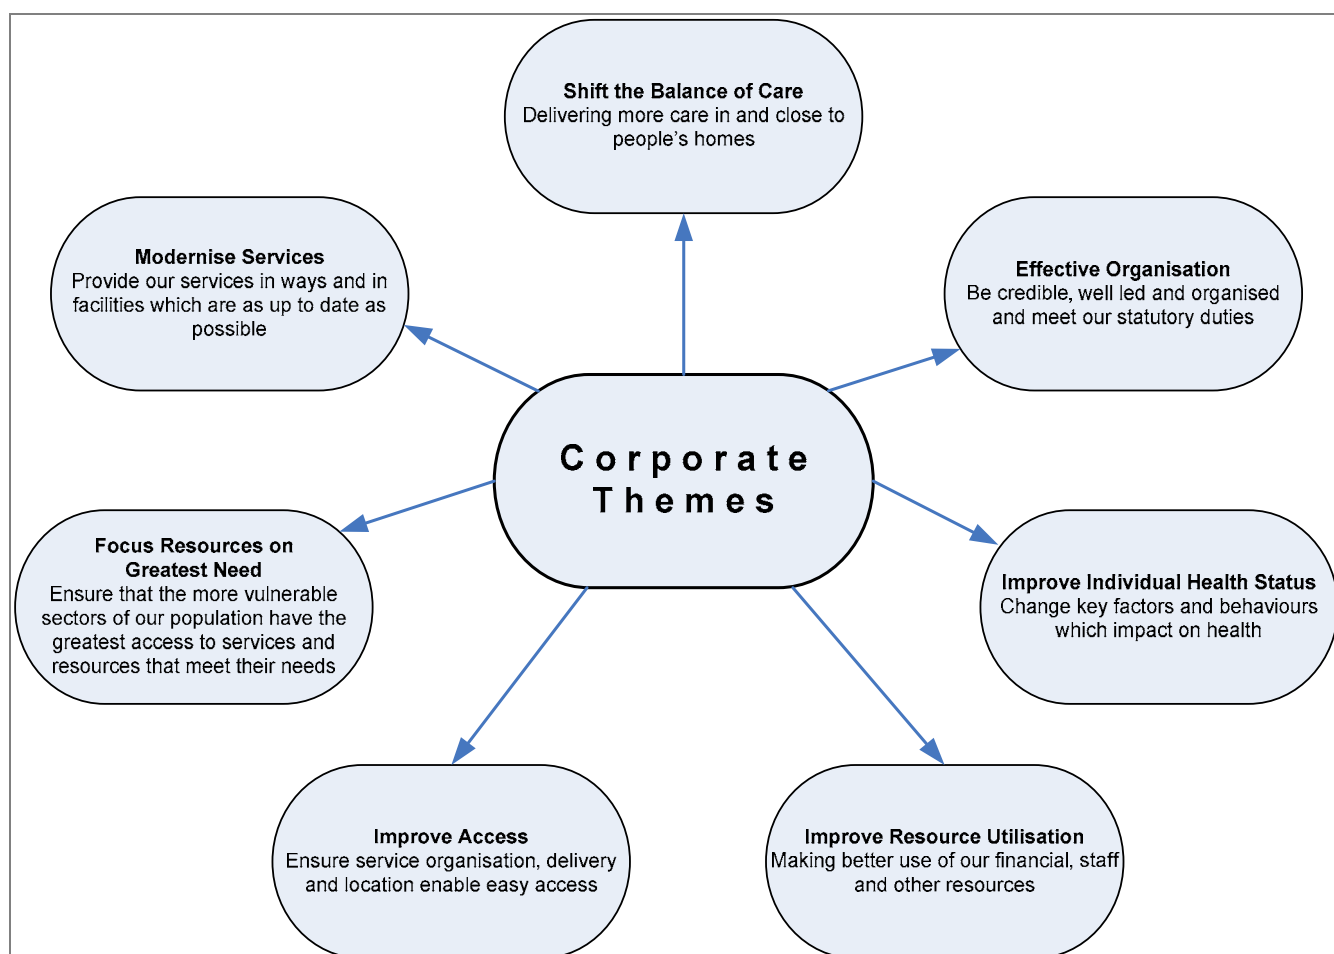 Shift the Balance of Care
Delivering more care in and close to
people's homes
Modernise Services
Provide our services in ways and in
facilities which are as up to date as
possible
Effective Organisation
Be credible, well led and organised
and meet our statutory duties
Corporate
Themes
Focus Resources on
Greatest Need
Ensure that the more vulnerable
sectors of our population have the
greatest access to services and
resources that meet their needs
Improve Individual Health Status
Change key factors and behaviours
which impact on health
Improve Access
Ensure service organisation, delivery
and location enable easy access
Improve Resource Utilisation
Making better use of our financial, staff
and other resources